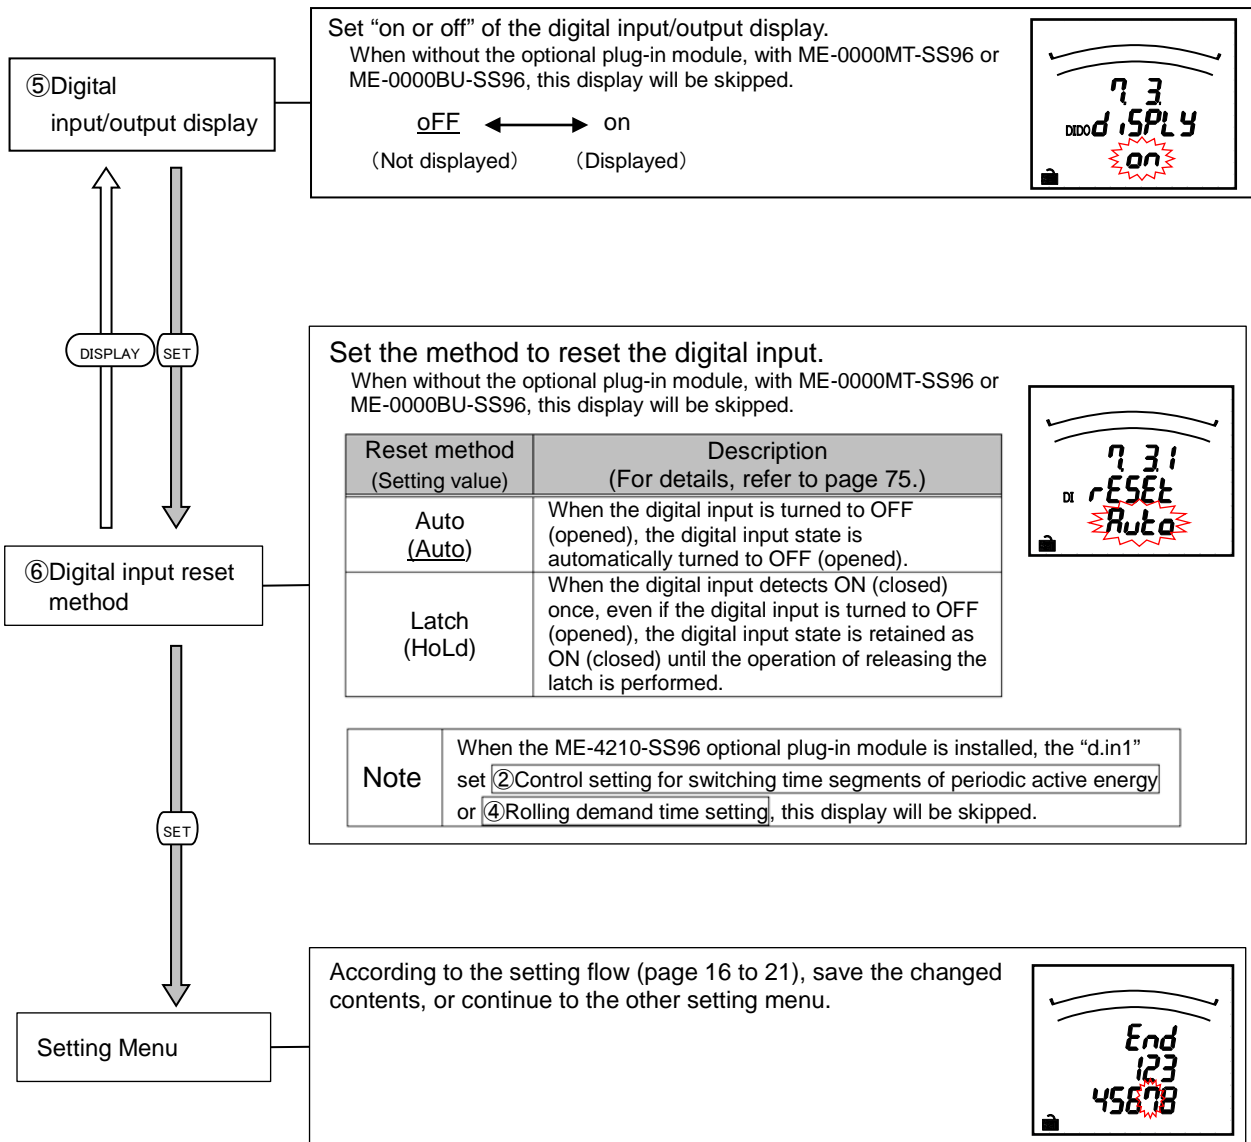 ⑤Digital
input/output display
Set “on or off” of the digital input/output display.
When without the optional plug-in module, with ME-0000MT-SS96 or
ME-0000BU-SS96, this display will be skipped.
oFF on
（Not displayed） （Displayed）
7. 3.
DIDO diSPLY
on
DISPLAY SET
⑥Digital input reset
method
Set the method to reset the digital input.
When without the optional plug-in module, with ME-0000MT-SS96 or
ME-0000BU-SS96, this display will be skipped.
Reset method
(Setting value)
Description
(For details, refer to page 75.)
Auto
(Auto)
When the digital input is turned to OFF
(opened), the digital input state is
automatically turned to OFF (opened).
Latch
(HoLd)
When the digital input detects ON (closed)
once, even if the digital input is turned to OFF
(opened), the digital input state is retained as
ON (closed) until the operation of releasing the
latch is performed.
7. 3.1
DI rESEt
Auto
Note
When the ME-4210-SS96 optional plug-in module is installed, the “d.in1”
set ②Control setting for switching time segments of periodic active energy
or ④Rolling demand time setting, this display will be skipped.
SET
Setting Menu
According to the setting flow (page 16 to 21), save the changed
contents, or continue to the other setting menu.
End
123
45678